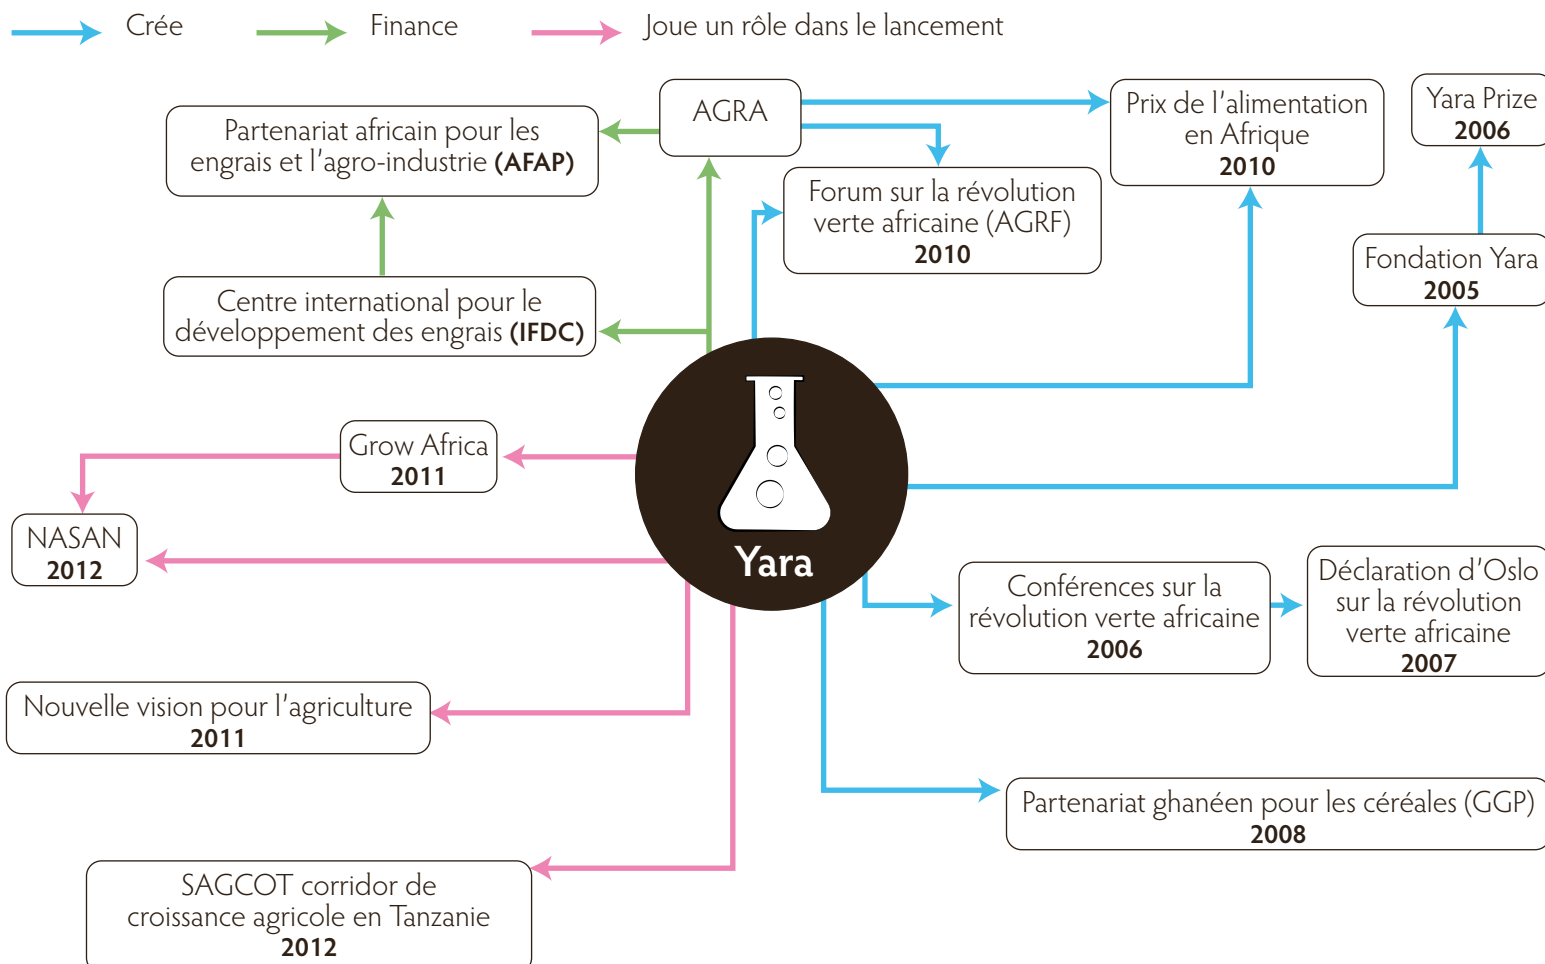 Crée
Finance
Joue un rôle dans le lancement
AGRA
Partenariat africain pour les
engrais et l'agro-industrie (AFAP)
Prix de l'alimentation
en Afrique
2010
Yara Prize
2006
Forum sur la révolution
verte africaine (AGRF)
2010
Fondation Yara
2005
Centre international pour le
développement des engrais (IFDC)
Grow Africa
2011
NASAN
2012
Yara
Conférences sur la
révolution verte africaine
2006
Déclaration d'Oslo
sur la révolution
verte africaine
2007
Nouvelle vision pour l'agriculture
2011
Partenariat ghanéen pour les céréales (GGP)
2008
SAGCOT corridor de
croissance agricole en Tanzanie
2012